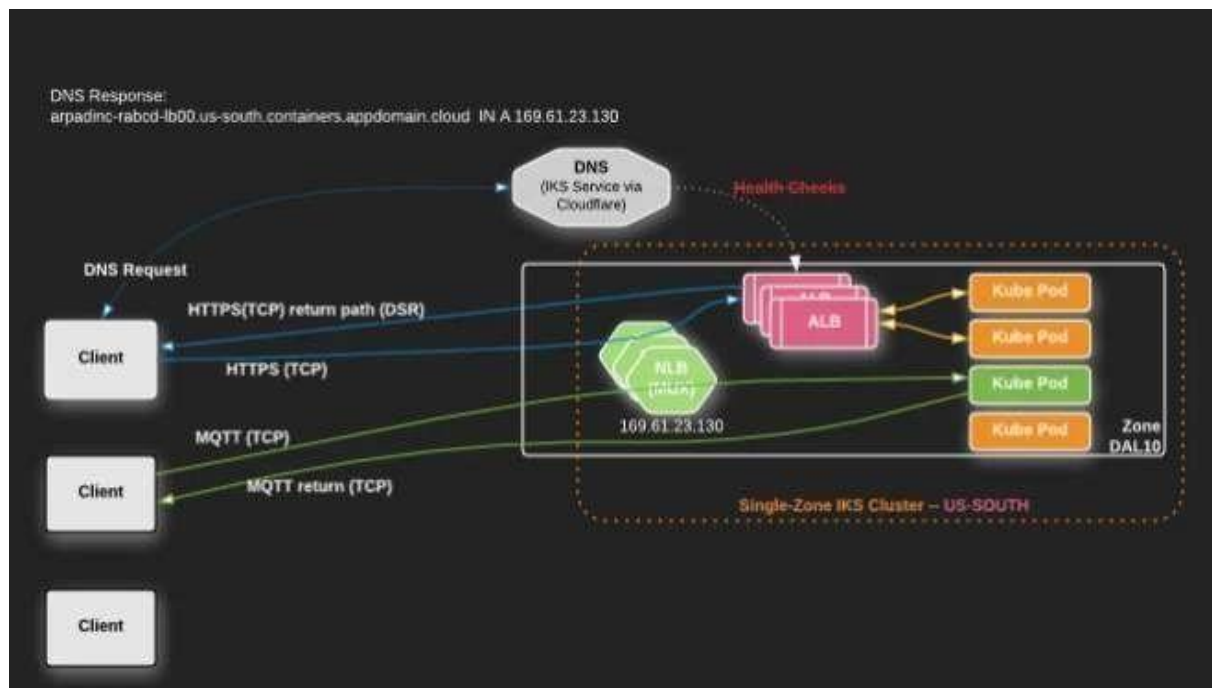 DNS Response:
arpadinc-rabcd-lb00.us-south.containers.appdomain.cloud IN A 169.61.23.130
DNS
(IKS Service via
Cloudflare)
Health Checks
DNS Request
HTTPS(TCP) return path (DSR)
HTTPS (TCP)
Client
ALB
ALB
Kube Pod
Kube Pod
Kube Pod
Kube Pod
NLB
(MUX)
169.61.23.130
Zone
DAL10
MQTT (TCP)
MQTT return (TCP)
Client
Single-Zone IKS Cluster – US-SOUTH
Client